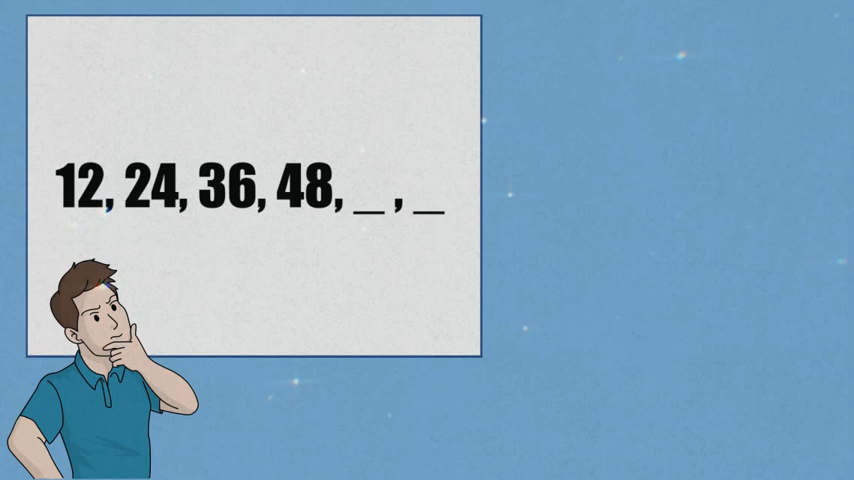 12, 24, 36, 48, _ , _